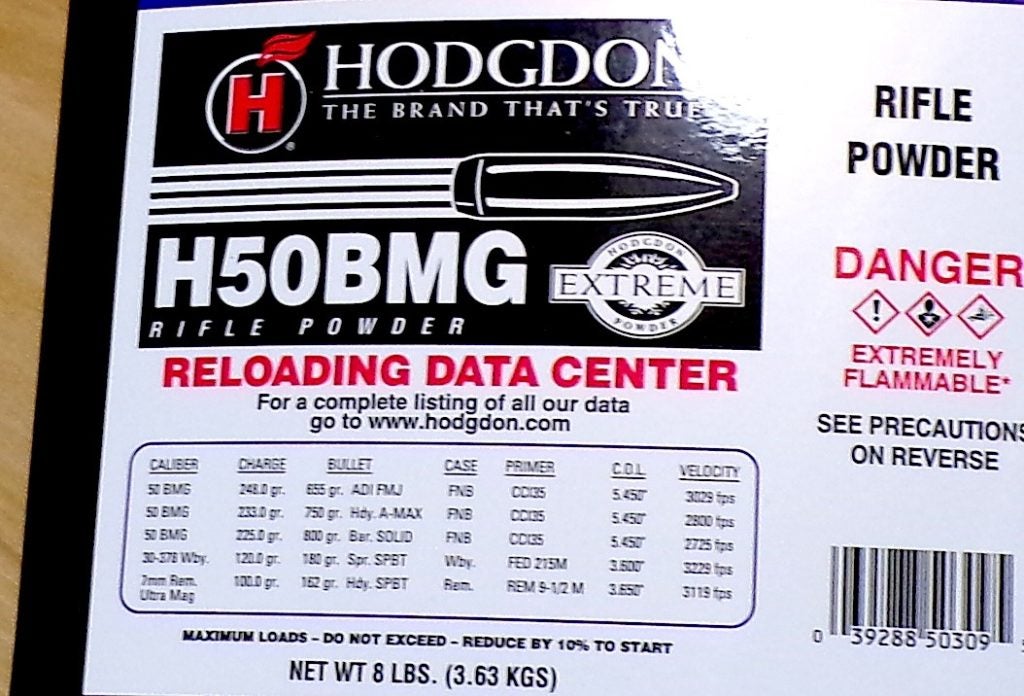 H
HODGDON
THE BRAND THAT'S TRUE
®
H50BMG
RIFLE POWDER
HODGDON
EXTREME
POWDER
RELOADING DATA CENTER
For a complete listing of all our data
go to www.hodgdon.com
CALIBER CHARGE BULLET CASE PRIMER C.O.L. VELOCITY
50 BMG 248.0 gr. 655 gr. ADI FMJ FNB CCI35 5.450" 3029 fps
50 BMG 233.0 gr. 750 gr. Hdy. A-MAX FNB CCI35 5.450" 2800 fps
50 BMG 225.0 gr. 800 gr. Bar. SOLID FNB CCI35 5.450" 2725 fps
30-378 Wby. 120.0 gr. 180 gr. Spr. SPBT Wby. FED 215M 3.600" 3229 fps
7mm Rem. 100.0 gr. 162 gr. Hdy. SPBT Rem. REM 9-1/2 M 3.650" 3119 fps
Ultra Mag
MAXIMUM LOADS – DO NOT EXCEED – REDUCE BY 10% TO START
NET WT 8 LBS. (3.63 KGS)
RIFLE
POWDER
DANGER
EXTREMELY
FLAMMABLE*
SEE PRECAUTIONS
ON REVERSE
0 39288 50309